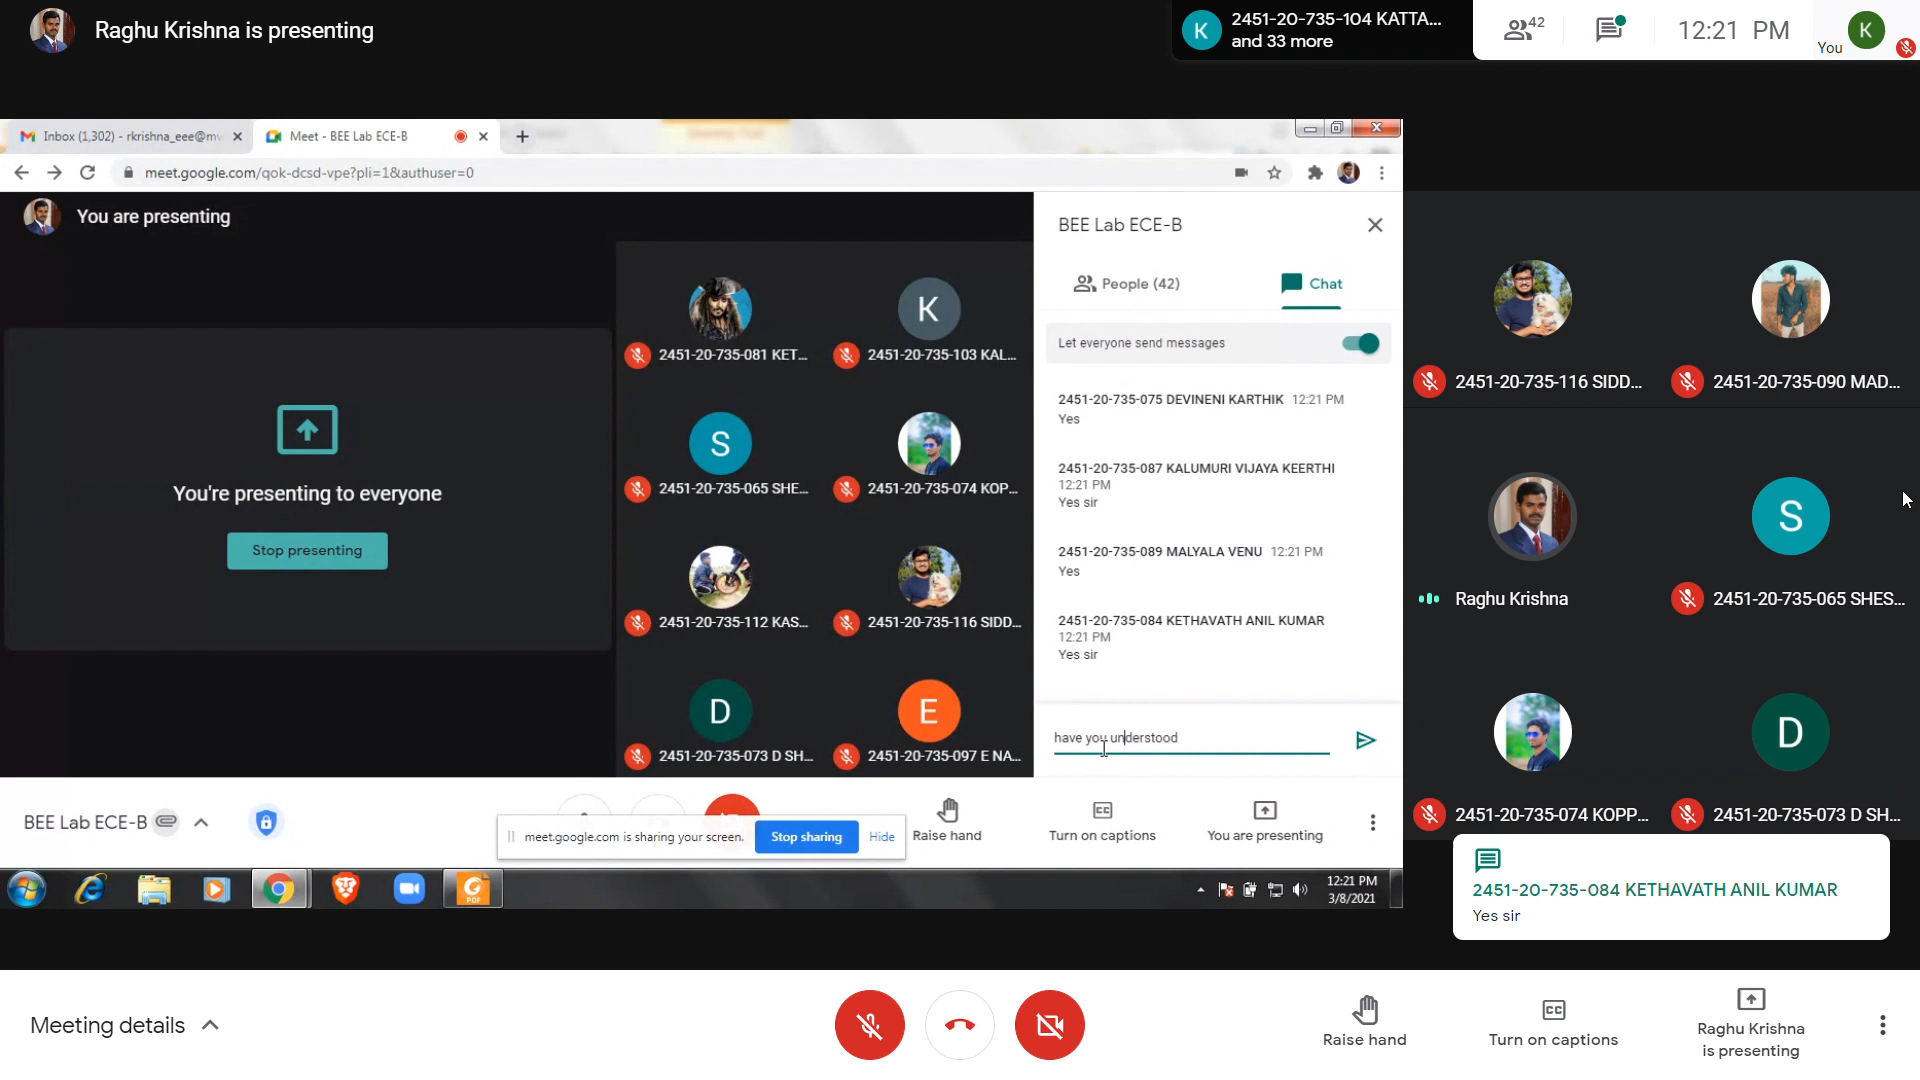 Raghu Krishna is presenting
K
2451-20-735-104 KATTA...
and 33 more
42
12:21 PM
You
K
Inbox (1,302) - rkrishna_eee@mv
Meet - BEE Lab ECE-B
meet.google.com/qok-dcsd-vpe?pli=1&authuser=0
You are presenting
You're presenting to everyone
Stop presenting
2451-20-735-081 KET...
K
2451-20-735-103 KAL...
S
2451-20-735-065 SHE...
2451-20-735-074 KOP...
2451-20-735-112 KAS...
2451-20-735-116 SIDD...
D
2451-20-735-073 D SH...
E
2451-20-735-097 E NA...
BEE Lab ECE-B
People (42)
Chat
Let everyone send messages
2451-20-735-075 DEVINENI KARTHIK 12:21 PM
Yes
2451-20-735-087 KALUMURI VIJAYA KEERTHI
12:21 PM
Yes sir
2451-20-735-089 MALYALA VENU 12:21 PM
Yes
2451-20-735-084 KETHAVATH ANIL KUMAR
12:21 PM
Yes sir
have you understood
BEE Lab ECE-B
meet.google.com is sharing your screen.
Stop sharing
Hide
Raise hand
CC
Turn on captions
You are presenting
PDF
12:21 PM
3/8/2021
2451-20-735-116 SIDD...
2451-20-735-090 MAD...
Raghu Krishna
S
2451-20-735-065 SHES...
2451-20-735-074 KOPP...
D
2451-20-735-073 D SH...
2451-20-735-084 KETHAVATH ANIL KUMAR
Yes sir
Meeting details
Raise hand
CC
Turn on captions
Raghu Krishna
is presenting